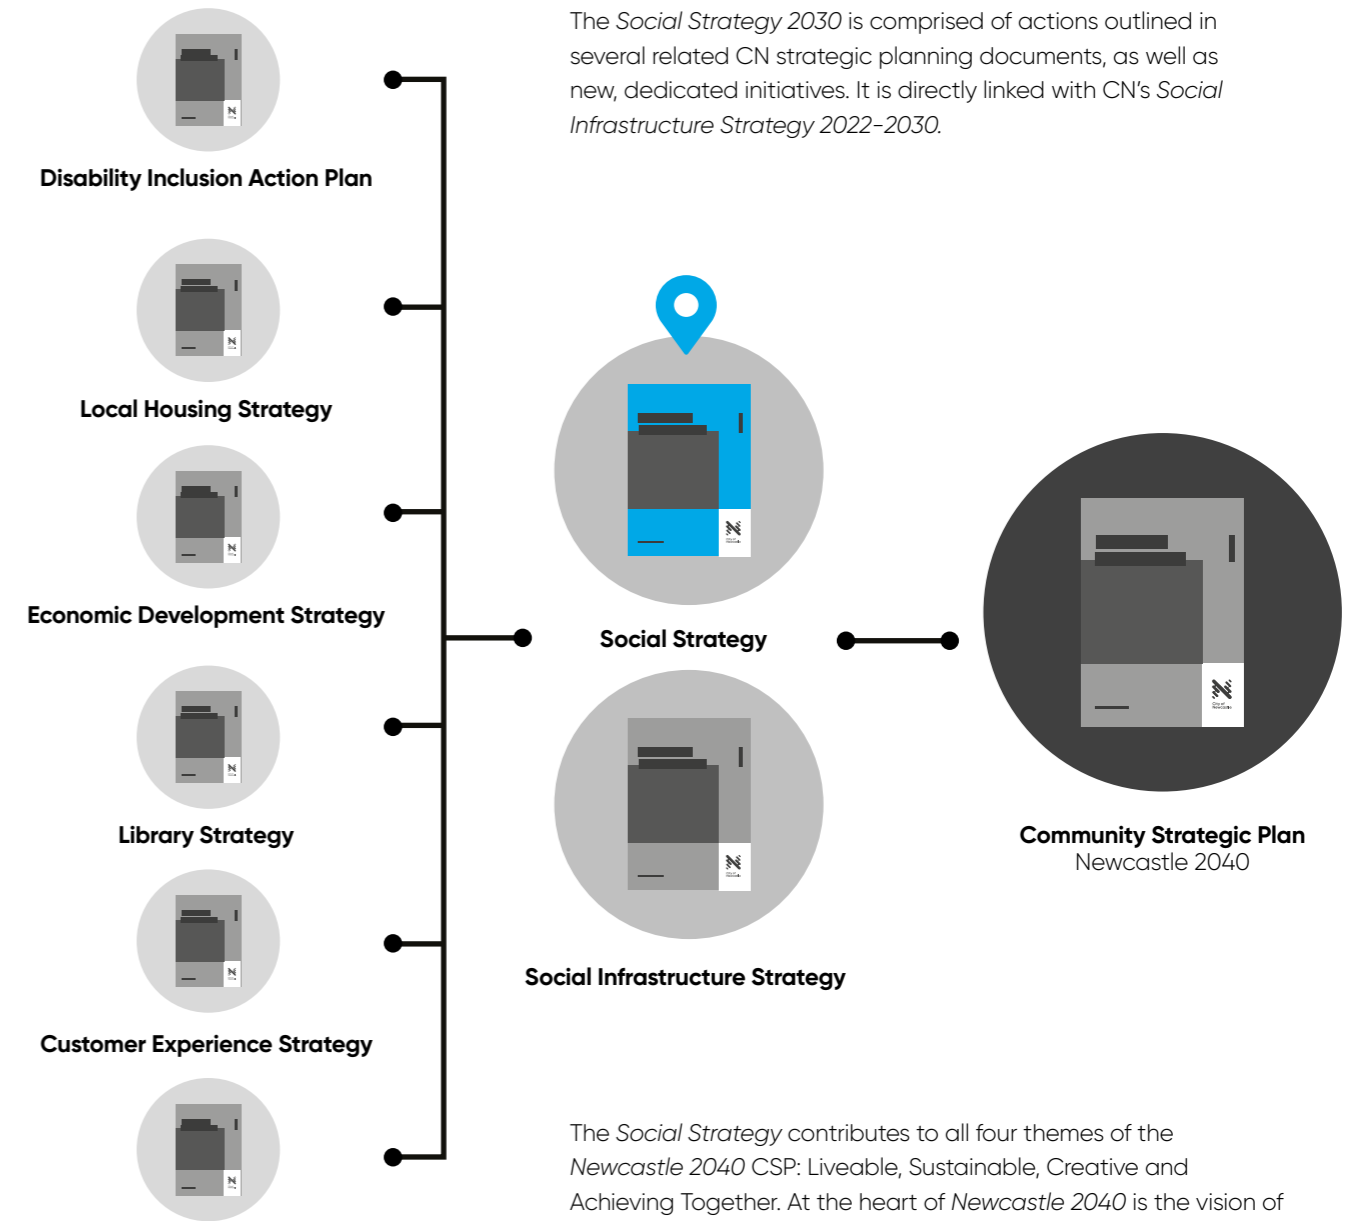 The Social Strategy 2030 is comprised of actions outlined in
several related CN strategic planning documents, as well as
new, dedicated initiatives. It is directly linked with CN's Social
Infrastructure Strategy 2022-2030.
Disability Inclusion Action Plan
Local Housing Strategy
Economic Development Strategy
Library Strategy
Customer Experience Strategy
Social Strategy
Social Infrastructure Strategy
City of
Newcastle
Community Strategic Plan
Newcastle 2040
The Social Strategy contributes to all four themes of the
Newcastle 2040 CSP: Liveable, Sustainable, Creative and
Achieving Together. At the heart of Newcastle 2040 is the vision of